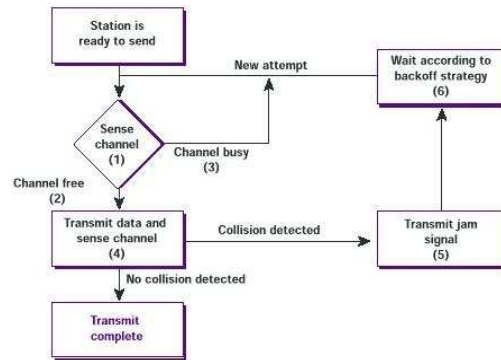 Station is
ready to send
New attempt
Wait according to
backoff strategy
(6)
Sense
channel
(1)
Channel busy
(3)
Channel free
(2)
Transmit data and
sense channel
(4)
Collision detected
Transmit jam
signal
(5)
No collision detected
Transmit
complete